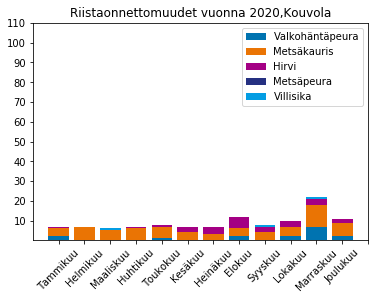 Riistaonnettomuudet vuonna 2020,Kouvola
110
100
90
80
70
60
50
40
30
20
10
Valkohäntäpeura
Metsäkauris
Hirvi
Metsäpeura
Villisika
Tammikuu
Helmikuu
Maaliskuu
Huhtikuu
Toukokuu
Kesäkuu
Heinäkuu
Elokuu
Syyskuu
Lokakuu
Marraskuu
Joulukuu